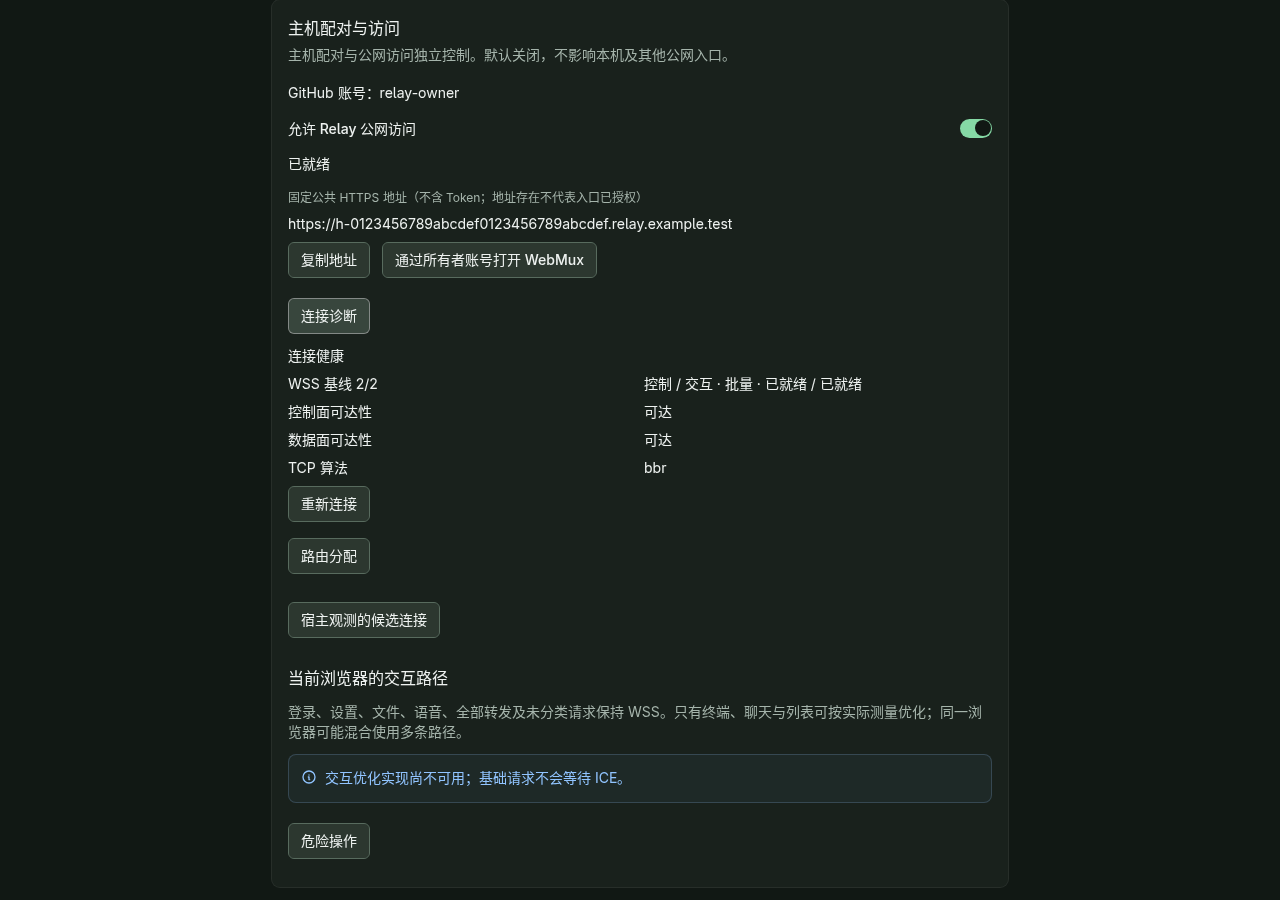 主机配对与访问
主机配对与公网访问独立控制。默认关闭，不影响本机及其他公网入口。
GitHub 账号：relay-owner
允许 Relay 公网访问
已就绪
固定公共 HTTPS 地址（不含 Token；地址存在不代表入口已授权）
https://h-0123456789abcdef0123456789abcdef.relay.example.test
复制地址 通过所有者账号打开 WebMux
连接诊断
连接健康
WSS 基线 2/2 控制 / 交互 · 批量 · 已就绪 / 已就绪
控制面可达性 可达
数据面可达性 可达
TCP 算法 bbr
重新连接
路由分配
宿主观测的候选连接
当前浏览器的交互路径
登录、设置、文件、语音、全部转发及未分类请求保持 WSS。只有终端、聊天与列表可按实际测量优化；同一浏
览器可能混合使用多条路径。
交互优化实现尚不可用；基础请求不会等待 ICE。
危险操作